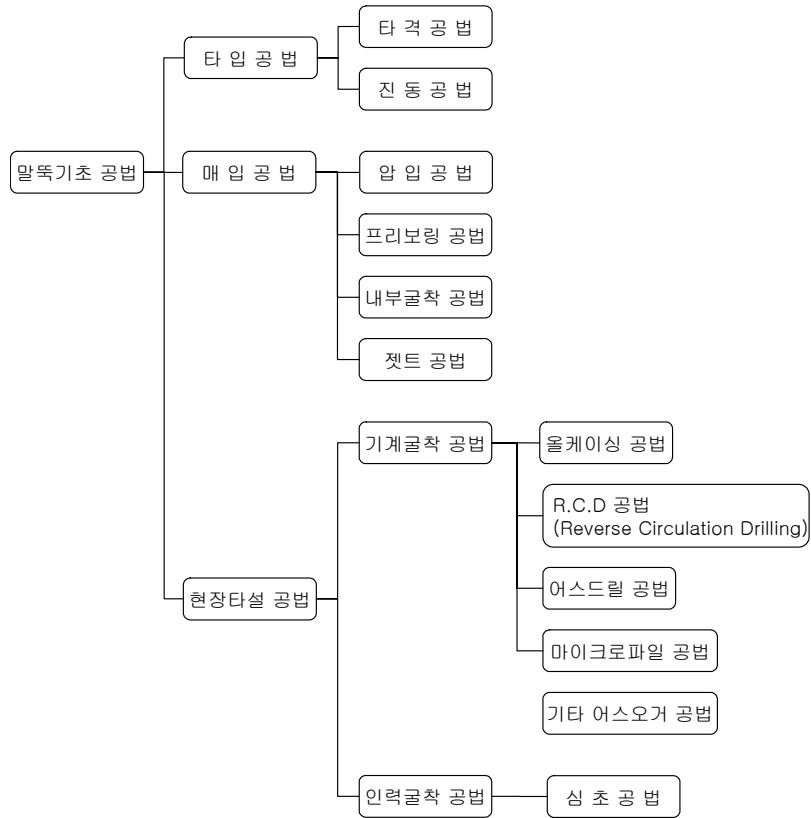 말뚝기초 공법
타 입 공 법
타 격 공 법
진 동 공 법
매 입 공 법
압 입 공 법
프리보링 공법
내부굴착 공법
젯트 공법
현장타설 공법
기계굴착 공법
올케이싱 공법
R.C.D 공법
(Reverse Circulation Drilling)
어스드릴 공법
마이크로파일 공법
기타 어스오거 공법
인력굴착 공법
심 초 공 법